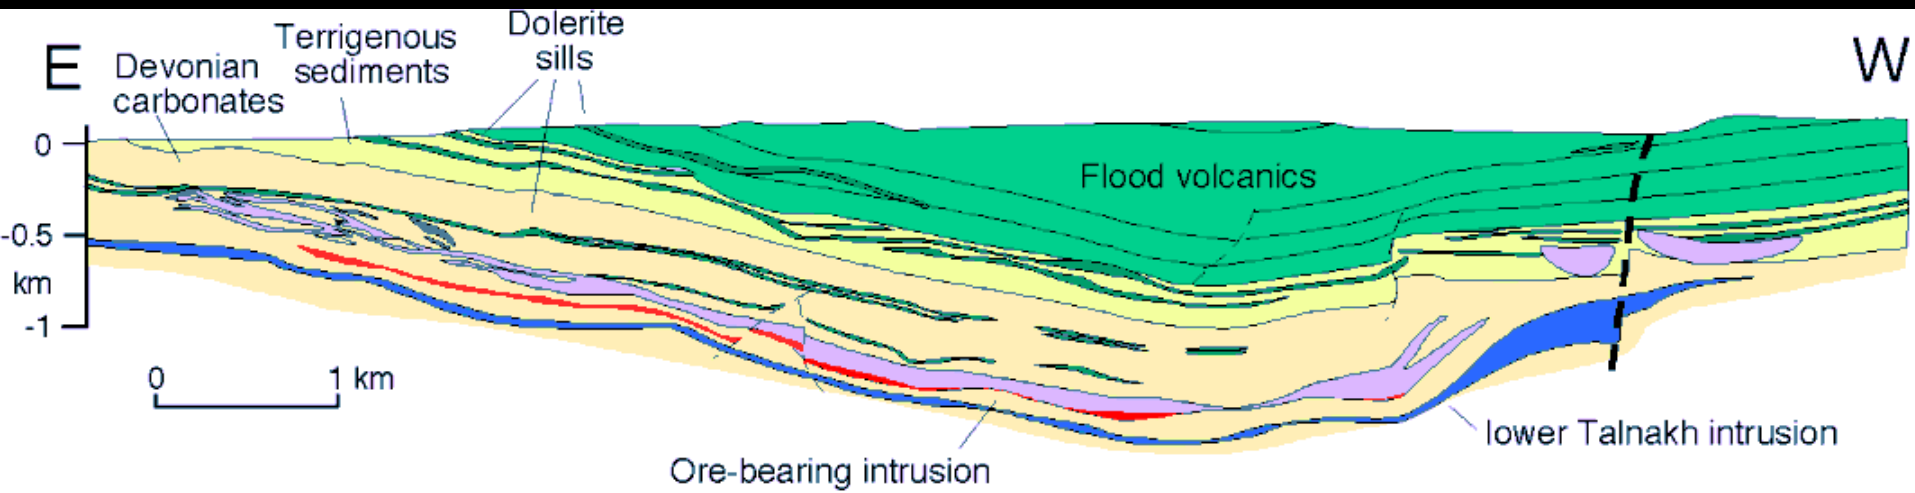 E
W
Dolerite
sills
Terrigenous
sediments
Devonian
carbonates
0
-0.5
km
-1
Flood volcanics
0 1 km
lower Talnakh intrusion
Ore-bearing intrusion